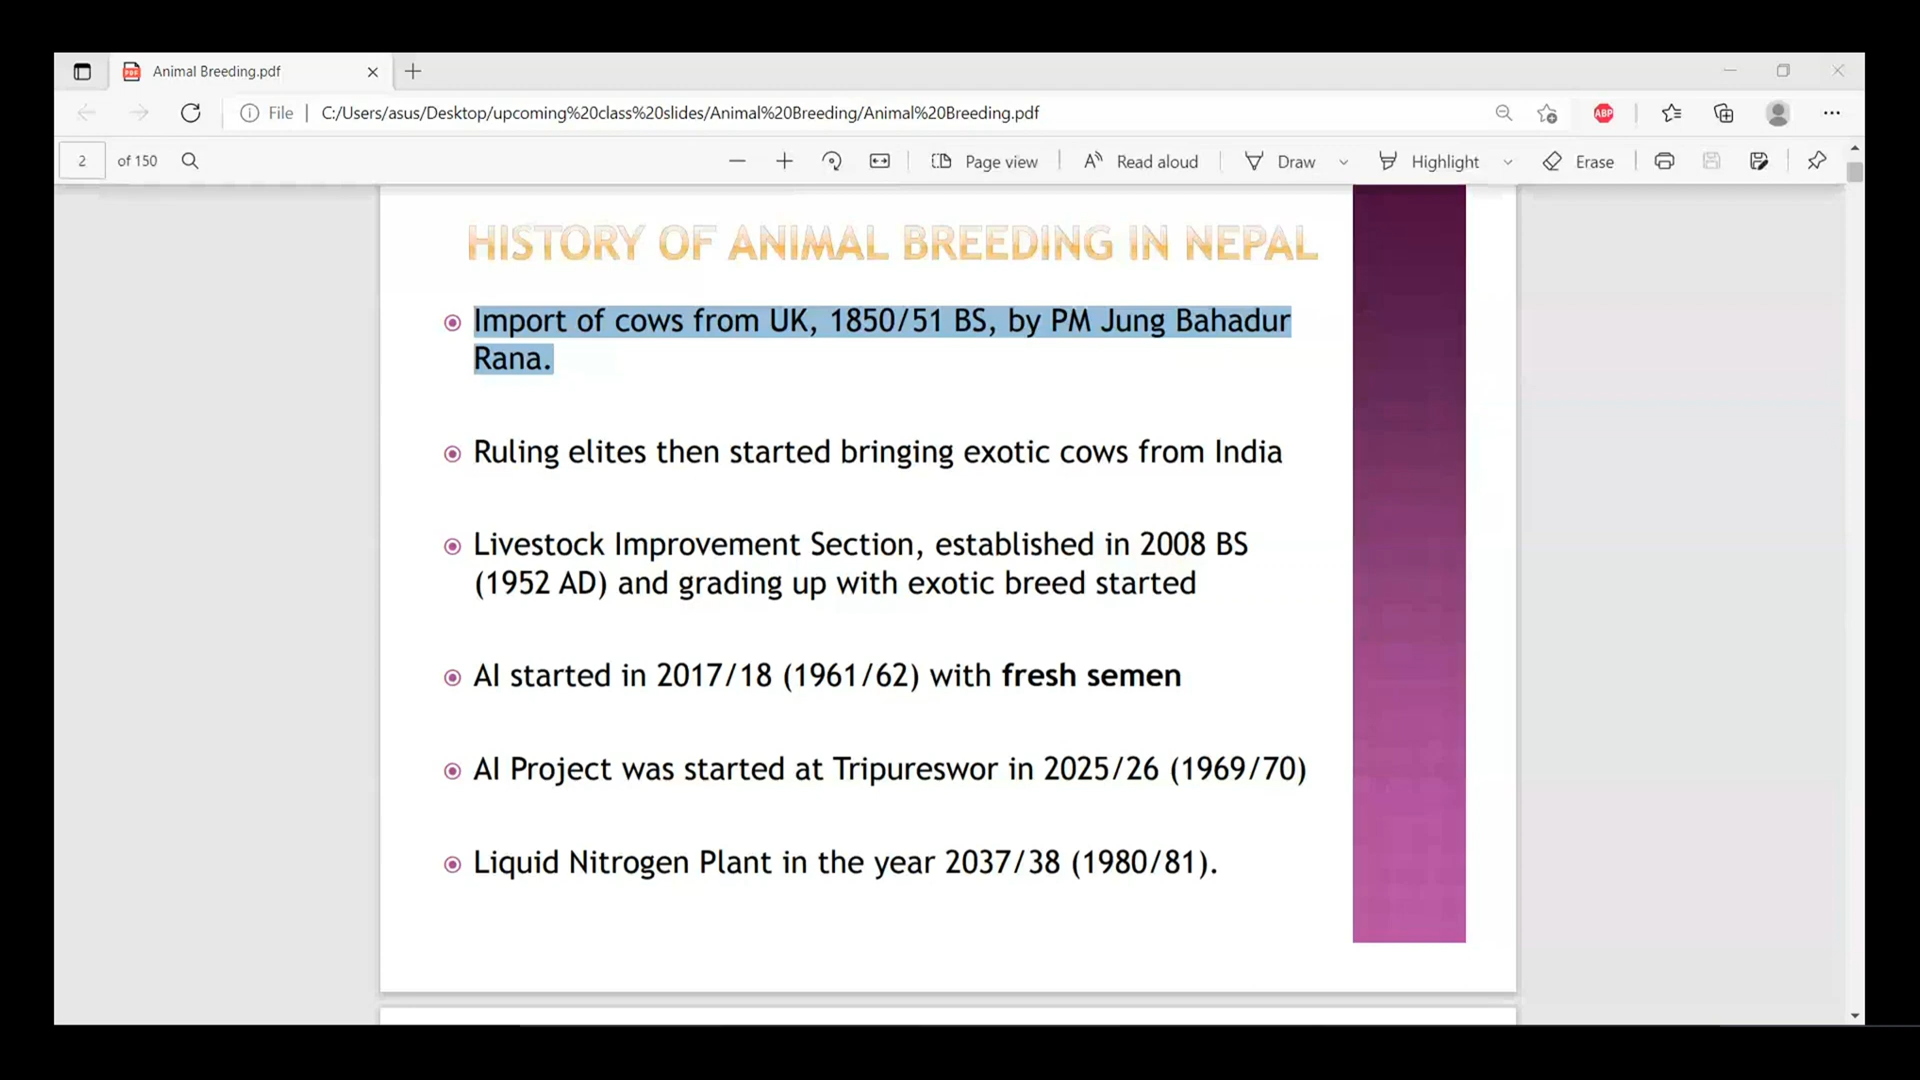 Animal Breeding.pdf
File
C:/Users/asus/Desktop/upcoming%20class%20slides/Animal%20Breeding/Animal%20Breeding.pdf
ABP
2 of 150
Page view
Read aloud
Draw
Highlight
Erase
HISTORY OF ANIMAL BREEDING IN NEPAL
Import of cows from UK, 1850/51 BS, by PM Jung Bahadur
Rana.
Ruling elites then started bringing exotic cows from India
Livestock Improvement Section, established in 2008 BS
(1952 AD) and grading up with exotic breed started
AI started in 2017/18 (1961/62) with fresh semen
AI Project was started at Tripureswor in 2025/26 (1969/70)
Liquid Nitrogen Plant in the year 2037/38 (1980/81).